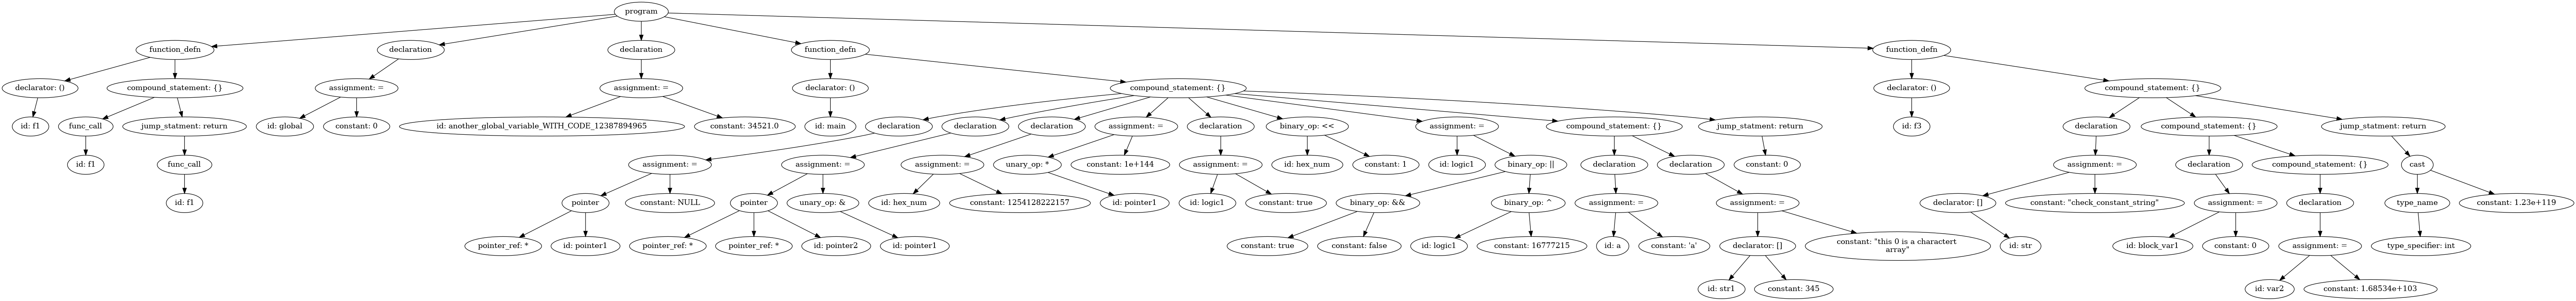 program
function_defn
declaration
declaration
function_defn
function_defn
declarator: ()
compound_statement: {}
assignment: =
assignment: =
declarator: ()
compound_statement: {}
declarator: ()
compound_statement: {}
id: f1
func_call
jump_statment: return
id: global
constant: 0
id: another_global_variable_WITH_CODE_12387894965
constant: 34521.0
id: main
declaration
declaration
declaration
assignment: =
declaration
binary_op: <<
assignment: =
compound_statement: {}
jump_statment: return
id: f3
declaration
compound_statement: {}
jump_statment: return
id: f1
func_call
assignment: =
assignment: =
assignment: =
unary_op: *
constant: 1e+144
assignment: =
id: hex_num
constant: 1
id: logic1
binary_op: ||
declaration
declaration
constant: 0
assignment: =
declaration
compound_statement: {}
cast
id: f1
pointer
constant: NULL
pointer
unary_op: &
id: hex_num
constant: 1254128222157
id: pointer1
id: logic1
constant: true
binary_op: &&
binary_op: ^
assignment: =
assignment: =
declarator: []
constant: "check_constant_string"
assignment: =
declaration
type_name
constant: 1.23e+119
pointer_ref: *
id: pointer1
pointer_ref: *
pointer_ref: *
id: pointer2
id: pointer1
constant: true
constant: false
id: logic1
constant: 16777215
id: a
constant: 'a'
declarator: []
constant: "this 0 is a charactert
array"
id: str
id: block_var1
constant: 0
assignment: =
type_specifier: int
id: str1
constant: 345
id: var2
constant: 1.68534e+103